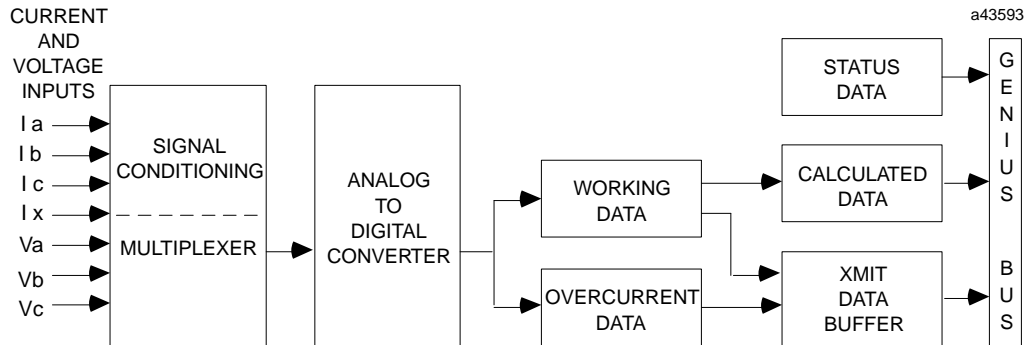 CURRENT
AND
VOLTAGE
INPUTS
a43593
I a
I b
I c
I x
Va
Vb
Vc
SIGNAL
CONDITIONING
MULTIPLEXER
ANALOG
TO
DIGITAL
CONVERTER
WORKING
DATA
OVERCURRENT
DATA
STATUS
DATA
CALCULATED
DATA
XMIT
DATA
BUFFER
G
E
N
I
U
S
B
U
S